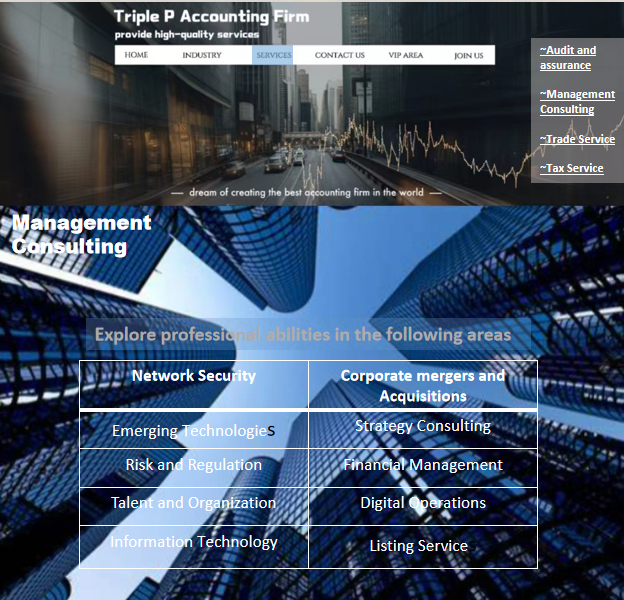 Triple P Accounting Firm
provide high-quality services
HOME INDUSTRY SERVICES CONTACT US VIP AREA JOIN US
~Audit and
assurance
~Management
Consulting
~Trade Service
~Tax Service
dream of creating the best accounting firm in the world
Management
Consulting
Explore professional abilities in the following areas
Network Security
Corporate mergers and
Acquisitions
Emerging Technologies
Strategy Consulting
Risk and Regulation
Financial Management
Talent and Organization
Digital Operations
Information Technology
Listing Service